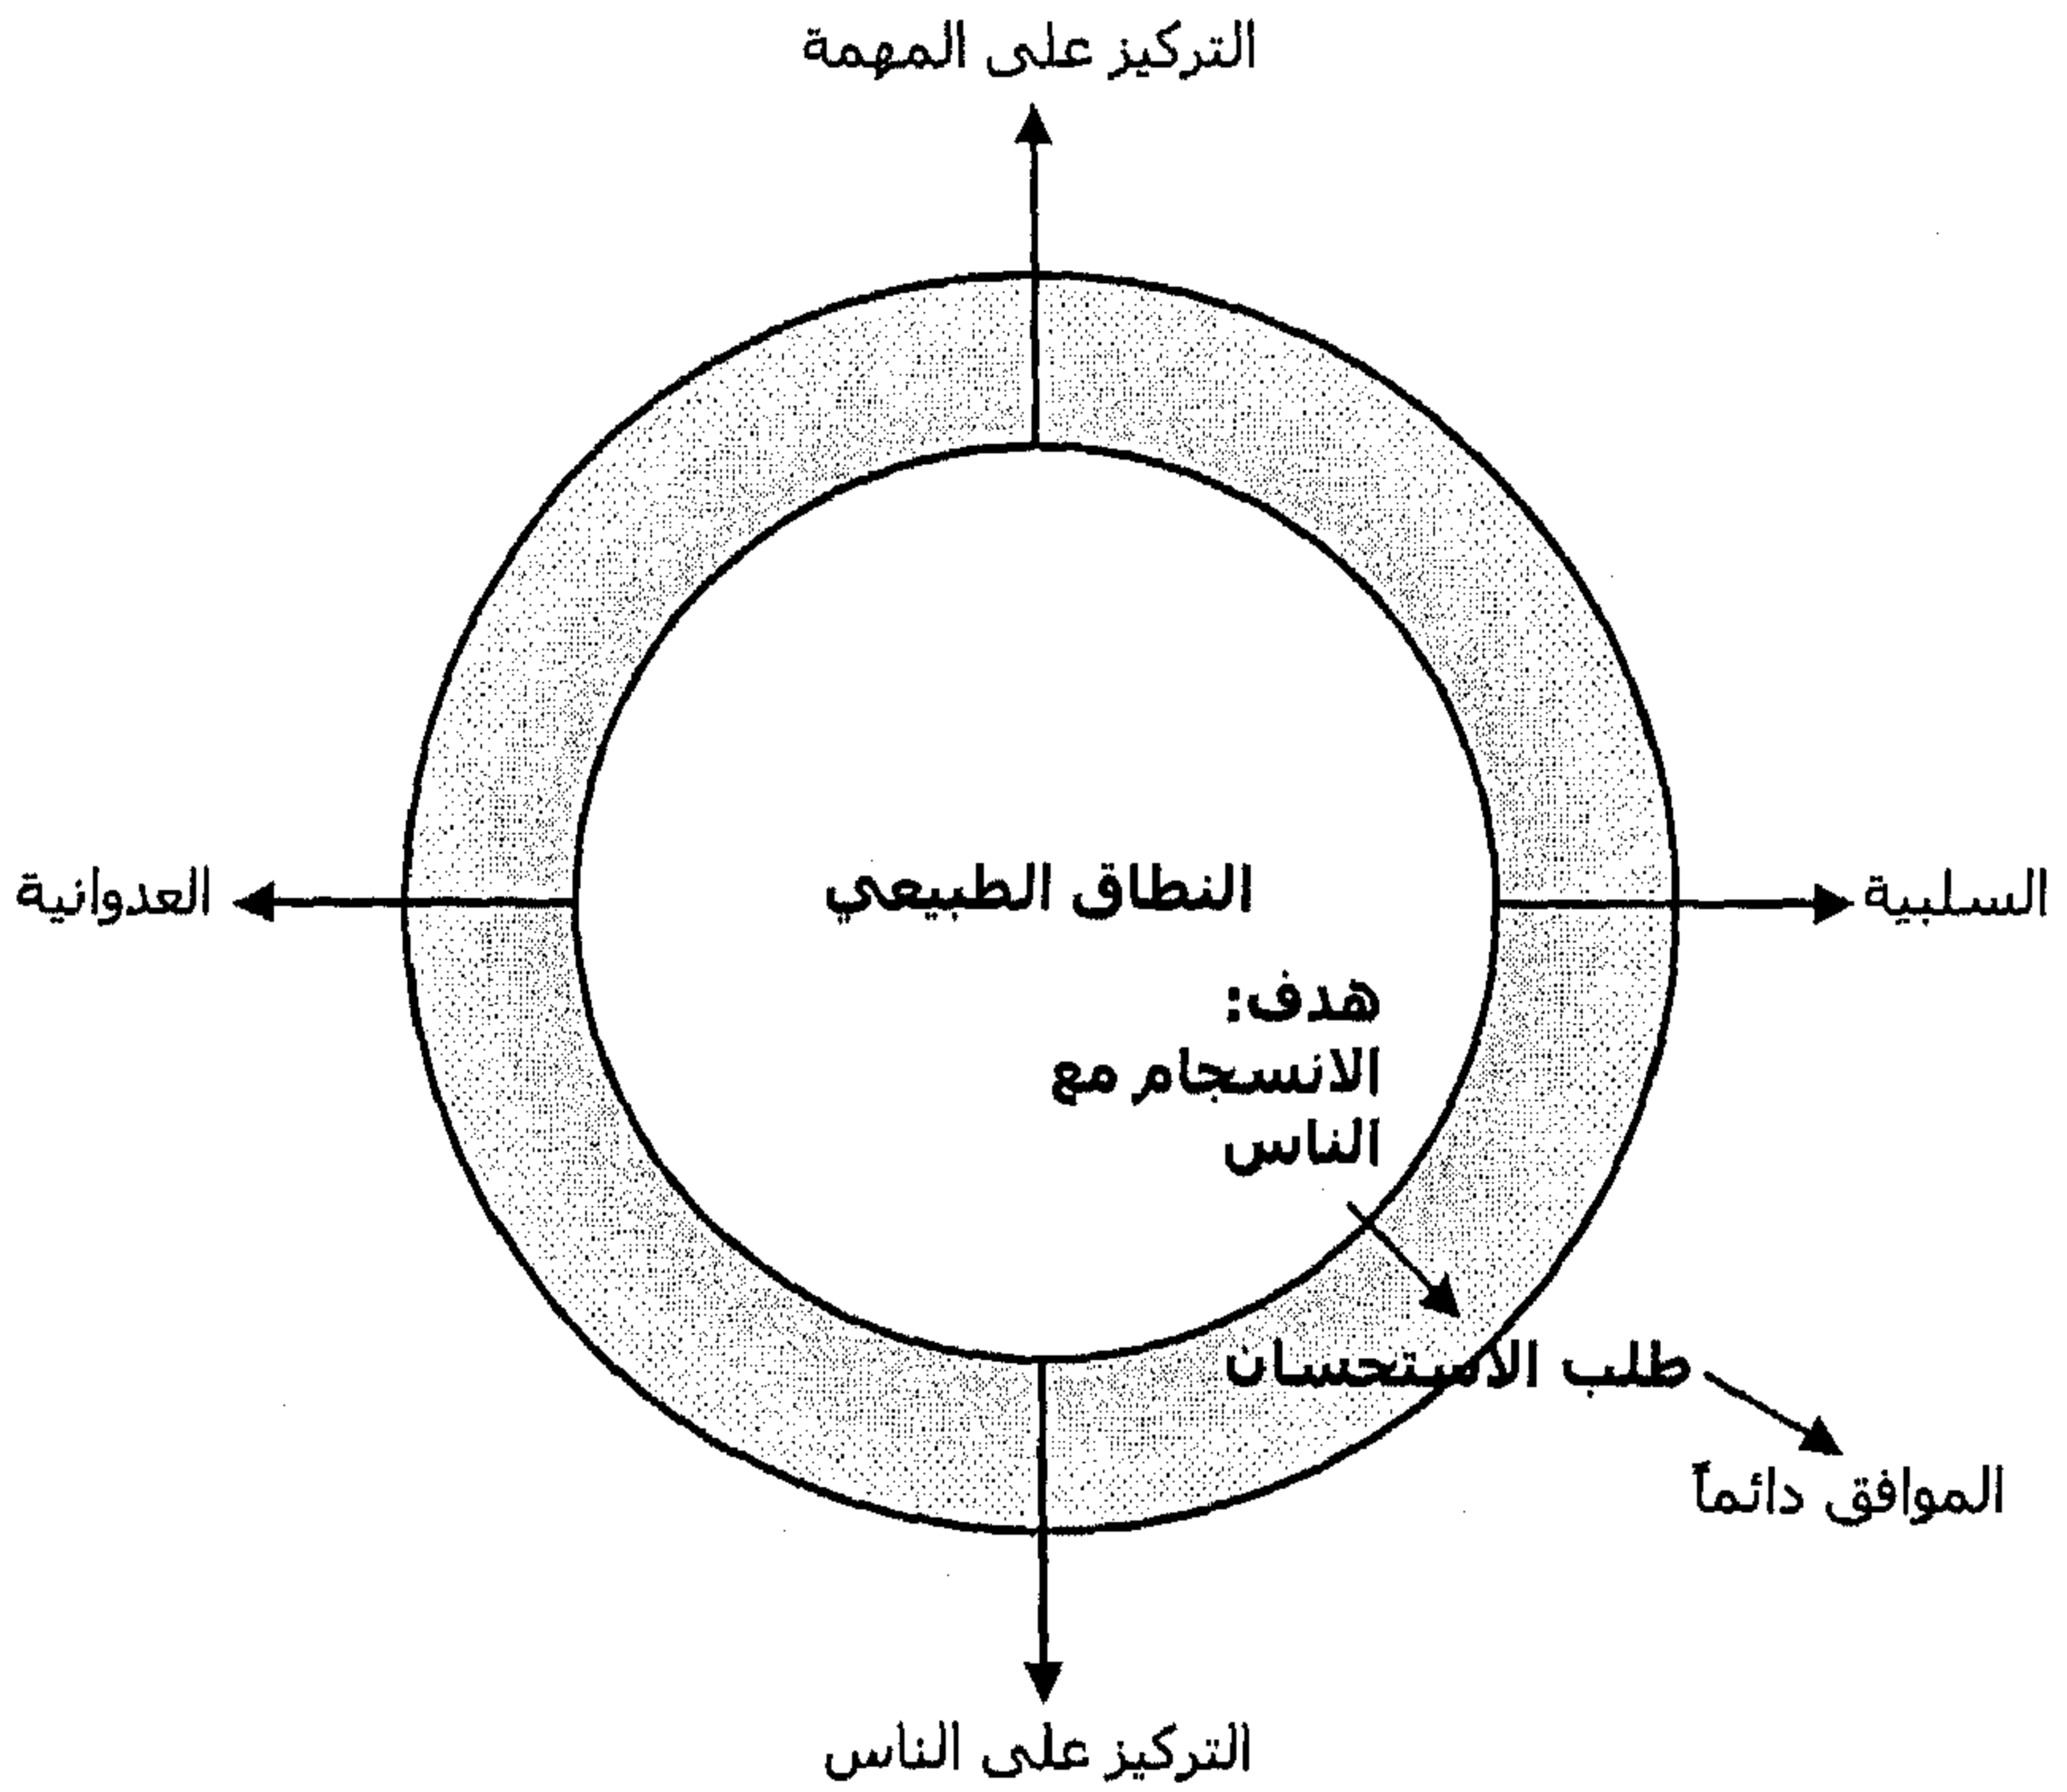 التركيز على المهمة
العدوانية
السلبية
النطاق الطبيعي
هدف:
الانسجام مع
الناس
طلب الاستحسان
الموافق دائماً
التركيز على الناس